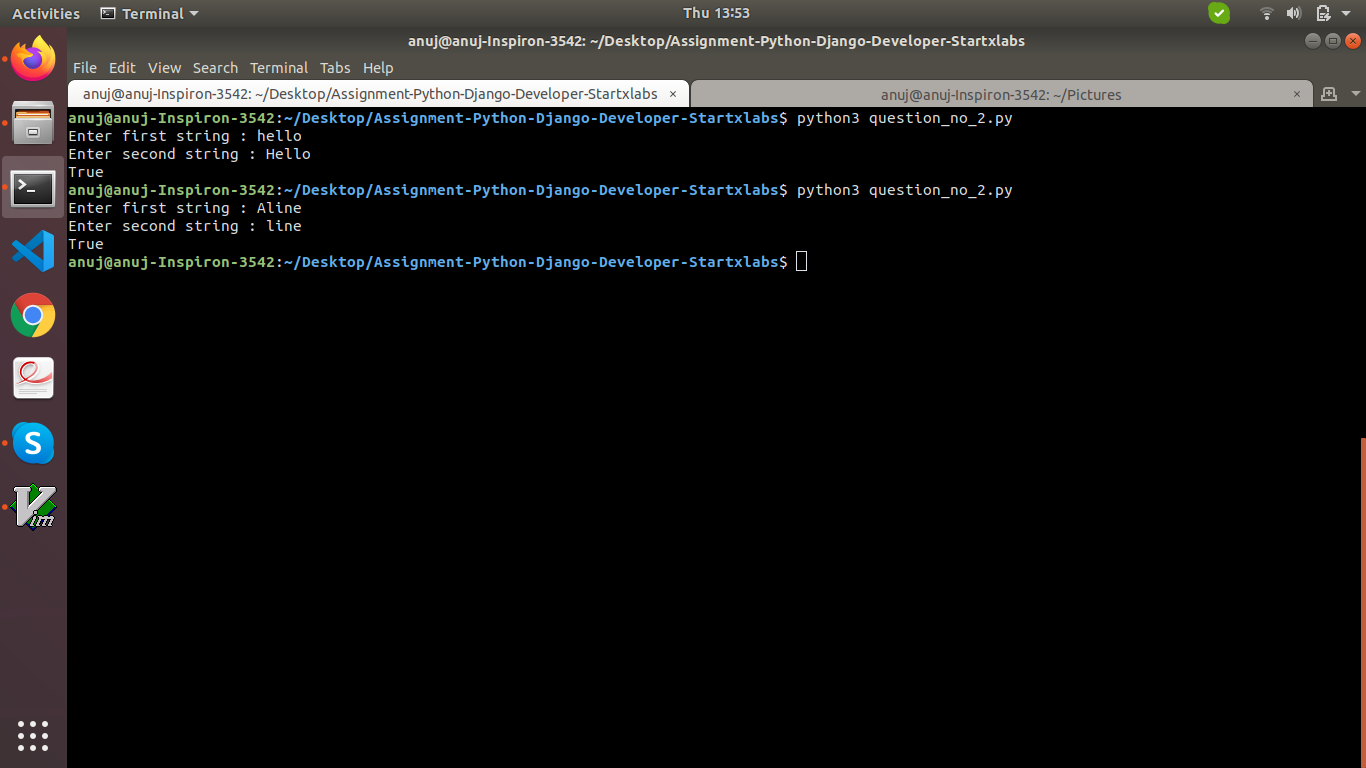 Activities Terminal Thu 13:53
anuj@anuj-Inspiron-3542: ~/Desktop/Assignment-Python-Django-Developer-Startxlabs
File Edit View Search Terminal Tabs Help
anuj@anuj-Inspiron-3542: ~/Desktop/Assignment-Python-Django-Developer-Startxlabs × anuj@anuj-Inspiron-3542: ~/Pictures ×
anuj@anuj-Inspiron-3542:~/Desktop/Assignment-Python-Django-Developer-Startxlabs$ python3 question_no_2.py
Enter first string : hello
Enter second string : Hello
True
anuj@anuj-Inspiron-3542:~/Desktop/Assignment-Python-Django-Developer-Startxlabs$ python3 question_no_2.py
Enter first string : Aline
Enter second string : line
True
anuj@anuj-Inspiron-3542:~/Desktop/Assignment-Python-Django-Developer-Startxlabs$
>_
S
Vim